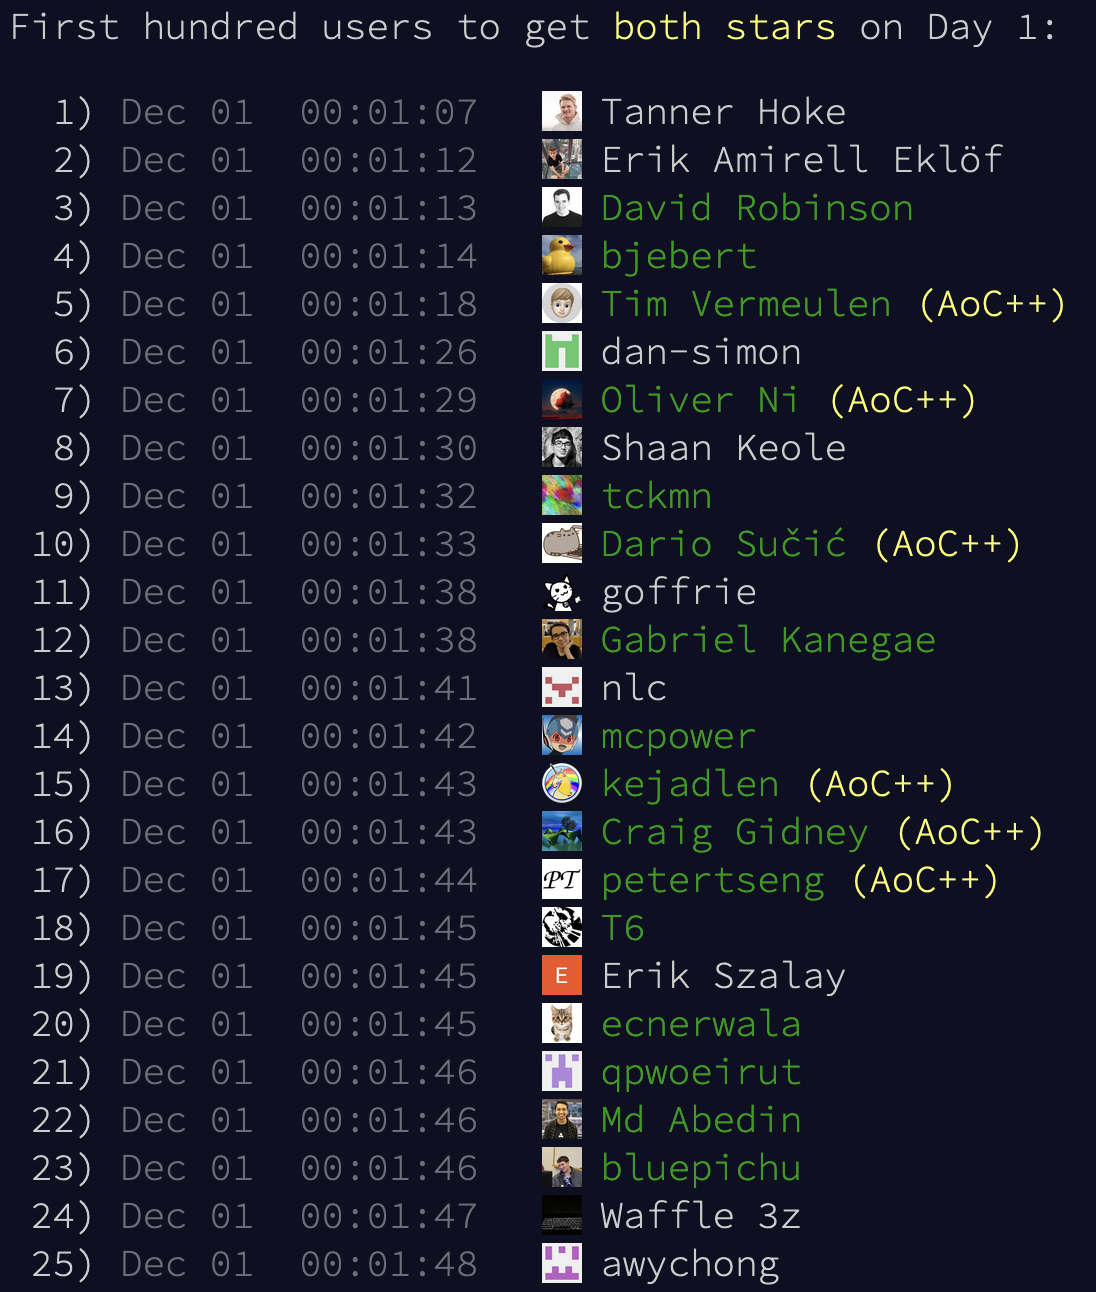 First hundred users to get both stars on Day 1:
1) Dec 01 00:01:07 Tanner Hoke
2) Dec 01 00:01:12 Erik Amirell Eklöf
3) Dec 01 00:01:13 David Robinson
4) Dec 01 00:01:14 bjebert
5) Dec 01 00:01:18 Tim Vermeulen (AoC++)
6) Dec 01 00:01:26 dan-simon
7) Dec 01 00:01:29 Oliver Ni (AoC++)
8) Dec 01 00:01:30 Shaan Keole
9) Dec 01 00:01:32 tckmn
10) Dec 01 00:01:33 Dario Sučić (AoC++)
11) Dec 01 00:01:38 goffrie
12) Dec 01 00:01:38 Gabriel Kanegae
13) Dec 01 00:01:41 nlc
14) Dec 01 00:01:42 mcpower
15) Dec 01 00:01:43 kejadlen (AoC++)
16) Dec 01 00:01:43 Craig Gidney (AoC++)
17) Dec 01 00:01:44 PT petertseng (AoC++)
18) Dec 01 00:01:45 T6
19) Dec 01 00:01:45 E Erik Szalay
20) Dec 01 00:01:45 ecnerwala
21) Dec 01 00:01:46 qpwoeirut
22) Dec 01 00:01:46 Md Abedin
23) Dec 01 00:01:46 bluepichu
24) Dec 01 00:01:47 Waffle 3z
25) Dec 01 00:01:48 awychong